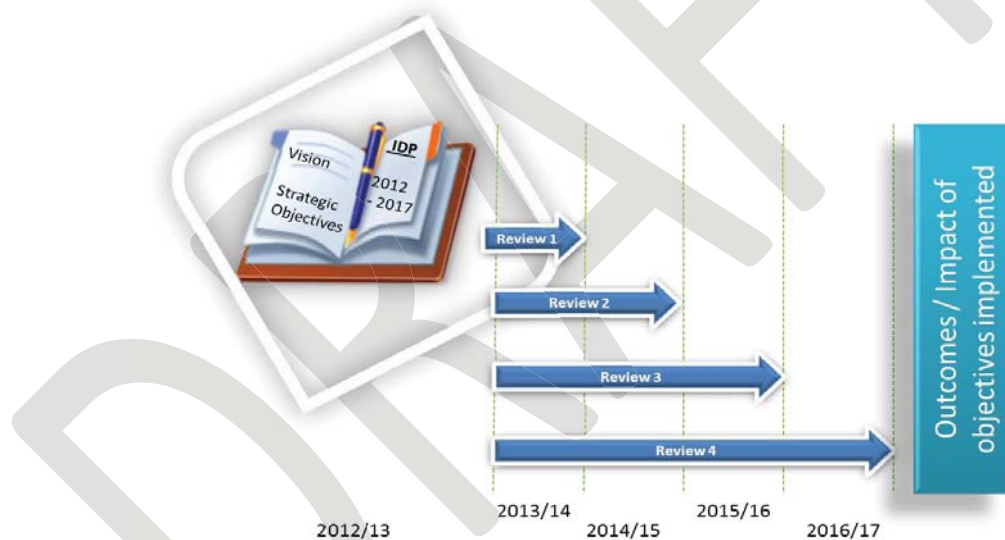 DRAFT
Vision
Strategic
Objectives
IDP
2012
- 2017
Review 1
Review 2
Review 3
Review 4
2012/13
2013/14
2014/15
2015/16
2016/17
Outcomes / Impact of
objectives implemented